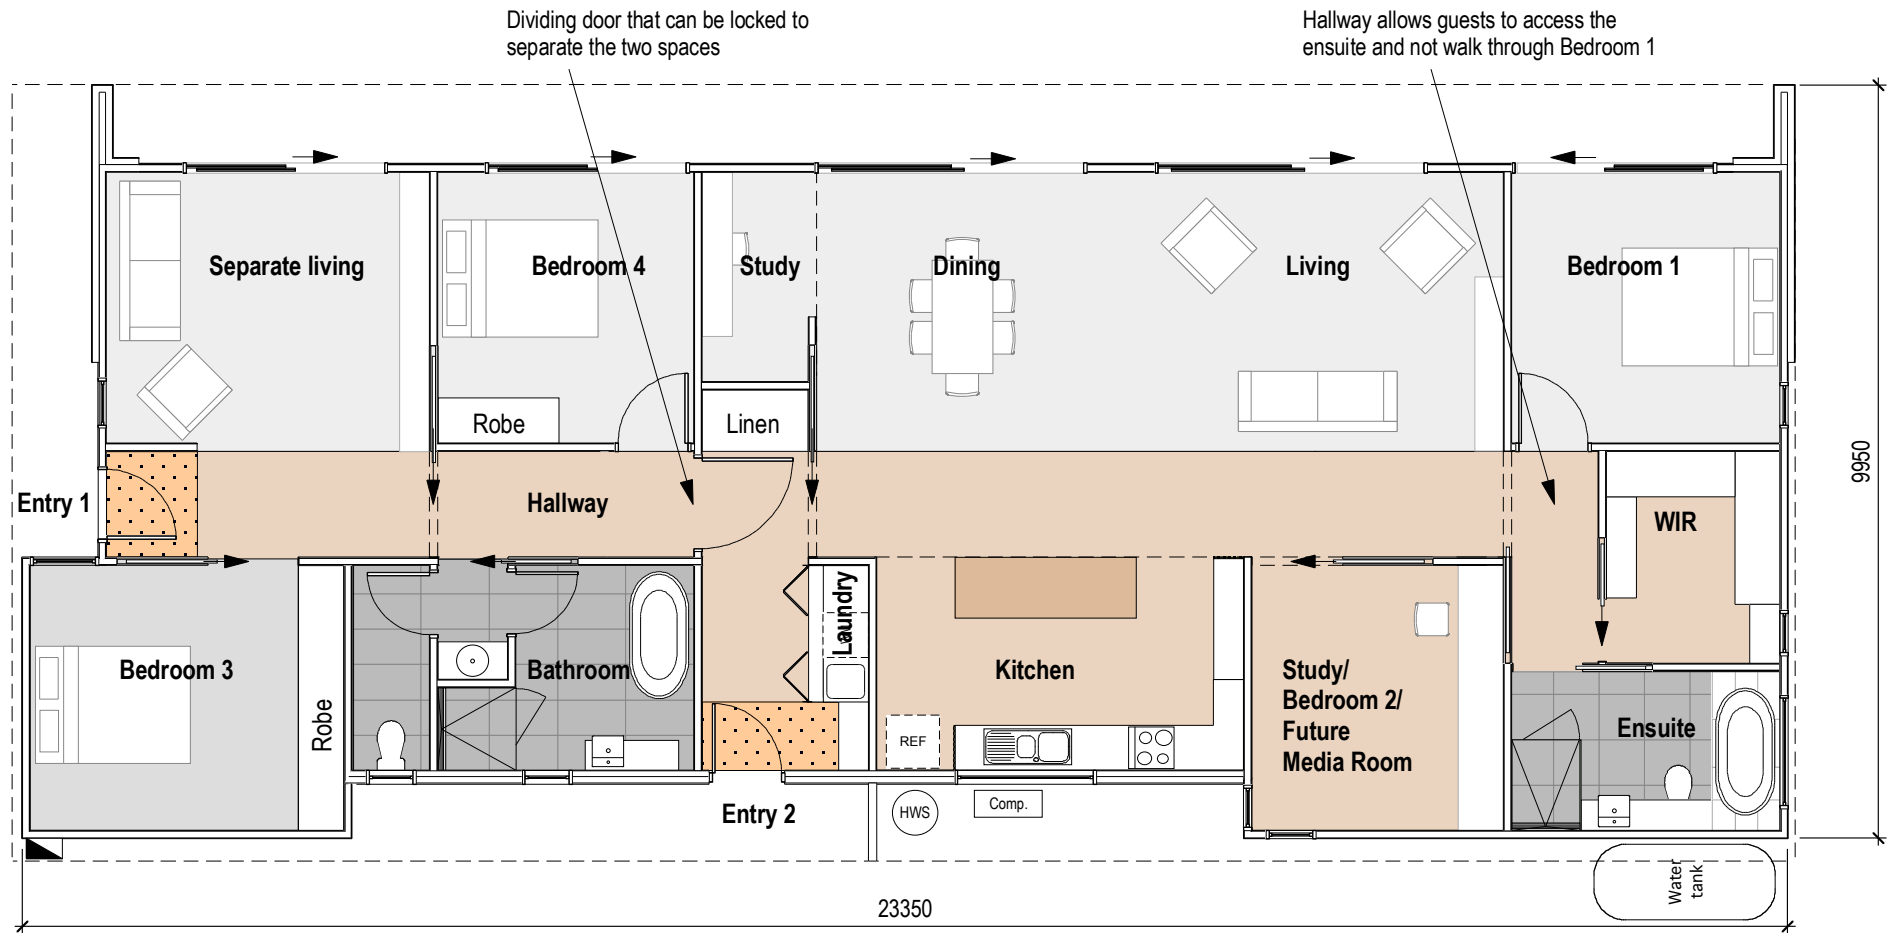 Dividing door that can be locked to
separate the two spaces
Hallway allows guests to access the
ensuite and not walk through Bedroom 1
Separate living
Bedroom 4
Study
Dining
Living
Bedroom 1
Robe
Linen
9950
Entry 1
Hallway
WIR
Laundry
Bedroom 3
Robe
Bathroom
Kitchen
Study/
Bedroom 2/
Future
Media Room
Ensuite
REF
Entry 2
HWS
Comp.
Water
tank
23350